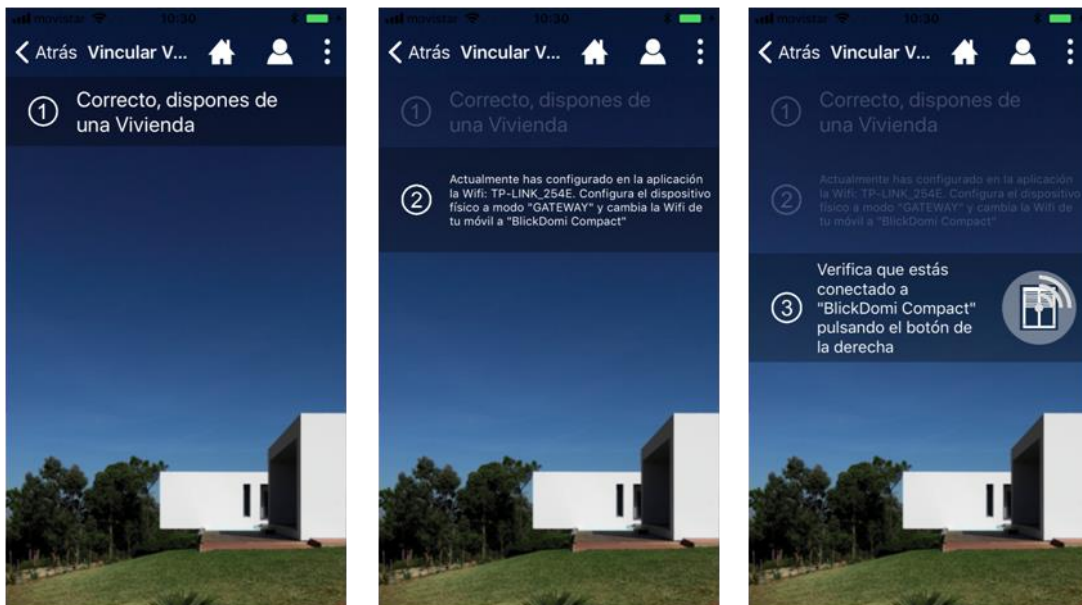 movistar 10:30
Atrás Vincular V...
1 Correcto, dispones de
una Vivienda
movistar 10:30
Atrás Vincular V...
1 Correcto, dispones de
una Vivienda
2 Actualmente has configurado en la aplicación
la Wifi: TP-LINK_254E. Configura el dispositivo
físico a modo "GATEWAY" y cambia la Wifi de
tu móvil a "BlickDomi Compact"
movistar 10:30
Atrás Vincular V...
1 Correcto, dispones de
una Vivienda
2 Actualmente has configurado en la aplicación
la Wifi: TP-LINK_254E. Configura el dispositivo
físico a modo "GATEWAY" y cambia la Wifi de
tu móvil a "BlickDomi Compact"
3 Verifica que estás
conectado a
"BlickDomi Compact"
pulsando el botón de
la derecha